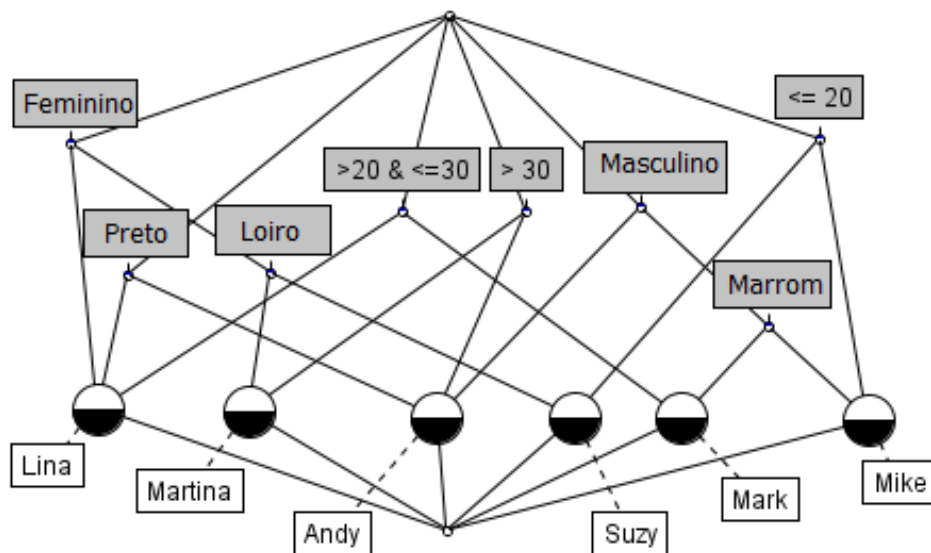 <= 20
Feminino
>20 & <=30
> 30
Masculino
Preto
Loiro
Marrom
Lina
Martina
Andy
Suzy
Mark
Mike